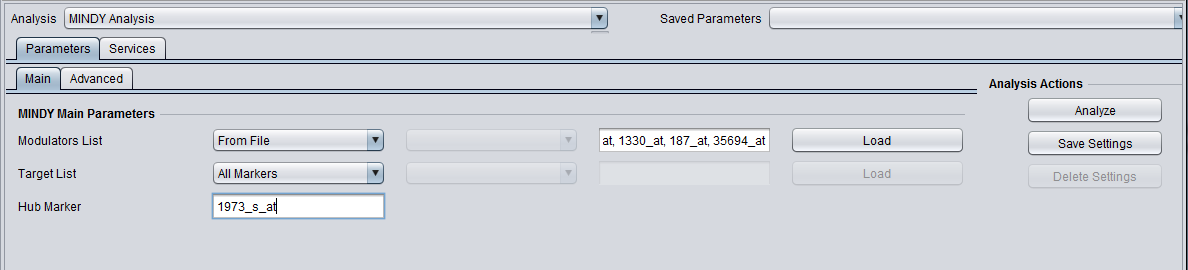 Analysis MINDY Analysis Saved Parameters
Parameters Services
Main Advanced
Analysis Actions
MINDY Main Parameters
Analyze
Modulators List From File at, 1330_at, 187_at, 35694_at Load
Save Settings
Target List All Markers Load
Delete Settings
Hub Marker 1973_s_at